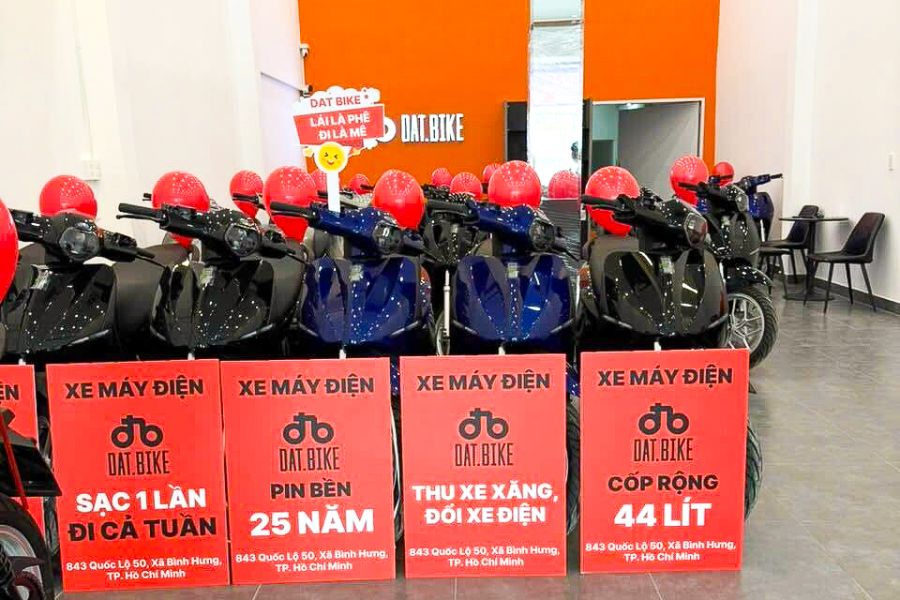 DAT BIKE
LÁI LÀ PHÊ
ĐI LÀ MÊ
DAT.BIKE
ỆN
XE MÁY ĐIỆN
DAT.BIKE
SẠC 1 LẦN
ĐI CẢ TUẦN
843 Quốc Lộ 50, Xã Bình Hưng,
TP. Hồ Chí Minh
XE MÁY ĐIỆN
DAT.BIKE
PIN BỀN
25 NĂM
843 Quốc Lộ 50, Xã Bình Hưng,
TP. Hồ Chí Minh
XE MÁY ĐIỆN
DAT.BIKE
THU XE XĂNG,
ĐỔI XE ĐIỆN
843 Quốc Lộ 50, Xã Bình Hưng,
TP. Hồ Chí Minh
XE MÁY ĐIỆN
DAT.BIKE
CỐP RỘNG
44 LÍT
843 Quốc Lộ 50, Xã Bình Hưng,
TP. Hồ Chí Minh